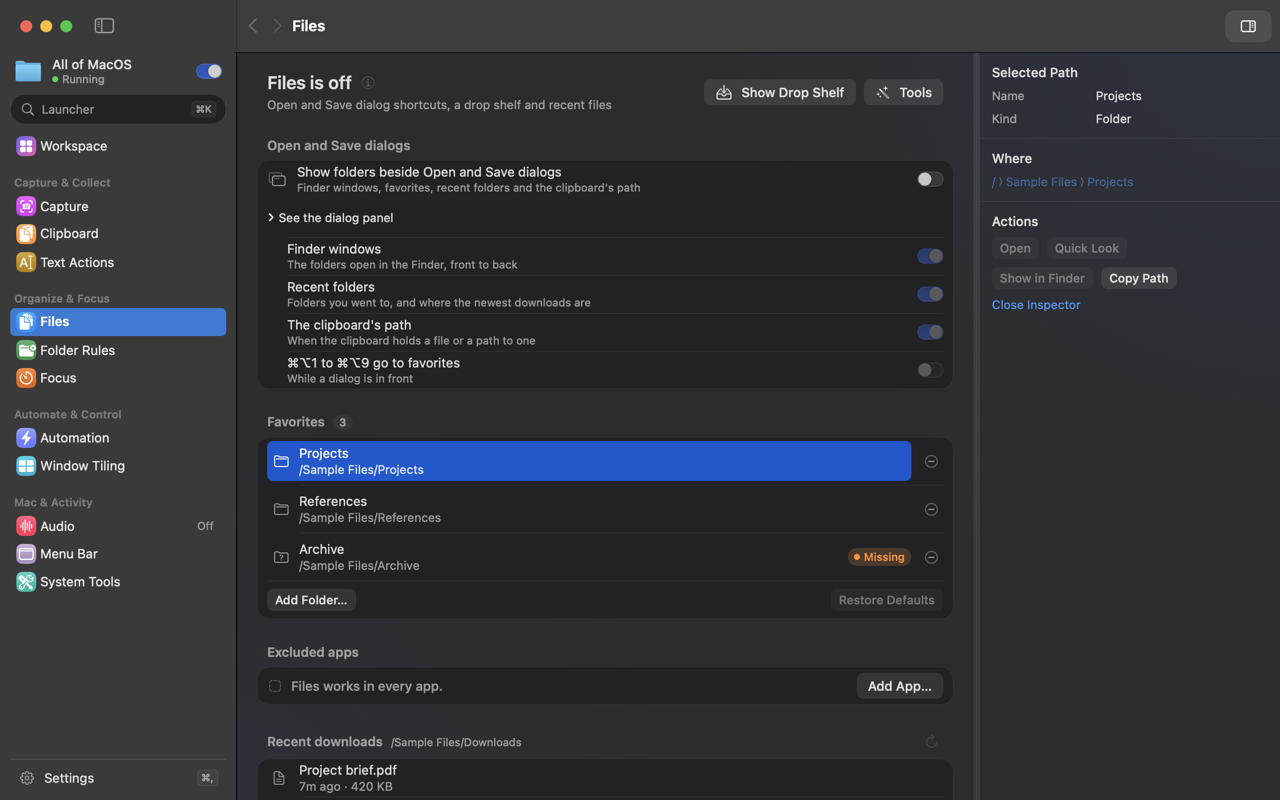 Files
All of MacOS
Running
Launcher
⌘K
Workspace
Capture & Collect
Capture
Clipboard
Text Actions
Organize & Focus
Files
Folder Rules
Focus
Automate & Control
Automation
Window Tiling
Mac & Activity
Audio
Off
Menu Bar
System Tools
Settings
⌘,
Files is off
Open and Save dialog shortcuts, a drop shelf and recent files
Show Drop Shelf
Tools
Open and Save dialogs
Show folders beside Open and Save dialogs
Finder windows, favorites, recent folders and the clipboard's path
See the dialog panel
Finder windows
The folders open in the Finder, front to back
Recent folders
Folders you went to, and where the newest downloads are
The clipboard's path
When the clipboard holds a file or a path to one
⌘⌥1 to ⌘⌥9 go to favorites
While a dialog is in front
Favorites 3
Projects
/Sample Files/Projects
References
/Sample Files/References
Archive
/Sample Files/Archive
Missing
Add Folder...
Restore Defaults
Excluded apps
Files works in every app.
Add App...
Recent downloads /Sample Files/Downloads
Project brief.pdf
7m ago · 420 KB
Selected Path
Name Projects
Kind Folder
Where
/ 〉 Sample Files 〉 Projects
Actions
Open Quick Look
Show in Finder Copy Path
Close Inspector